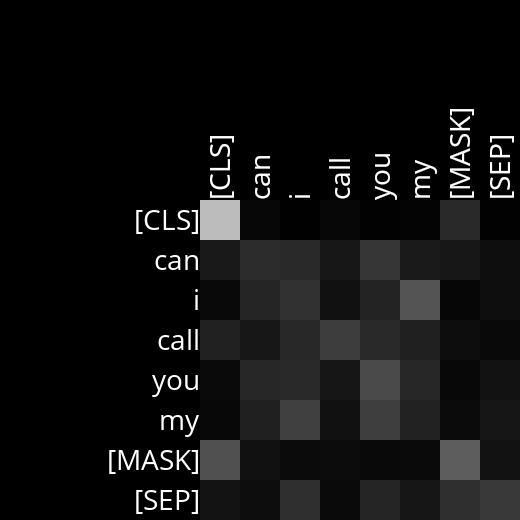 [CLS] can i call you my [MASK] [SEP]
[CLS]
can
i
call
you
my
[MASK]
[SEP]